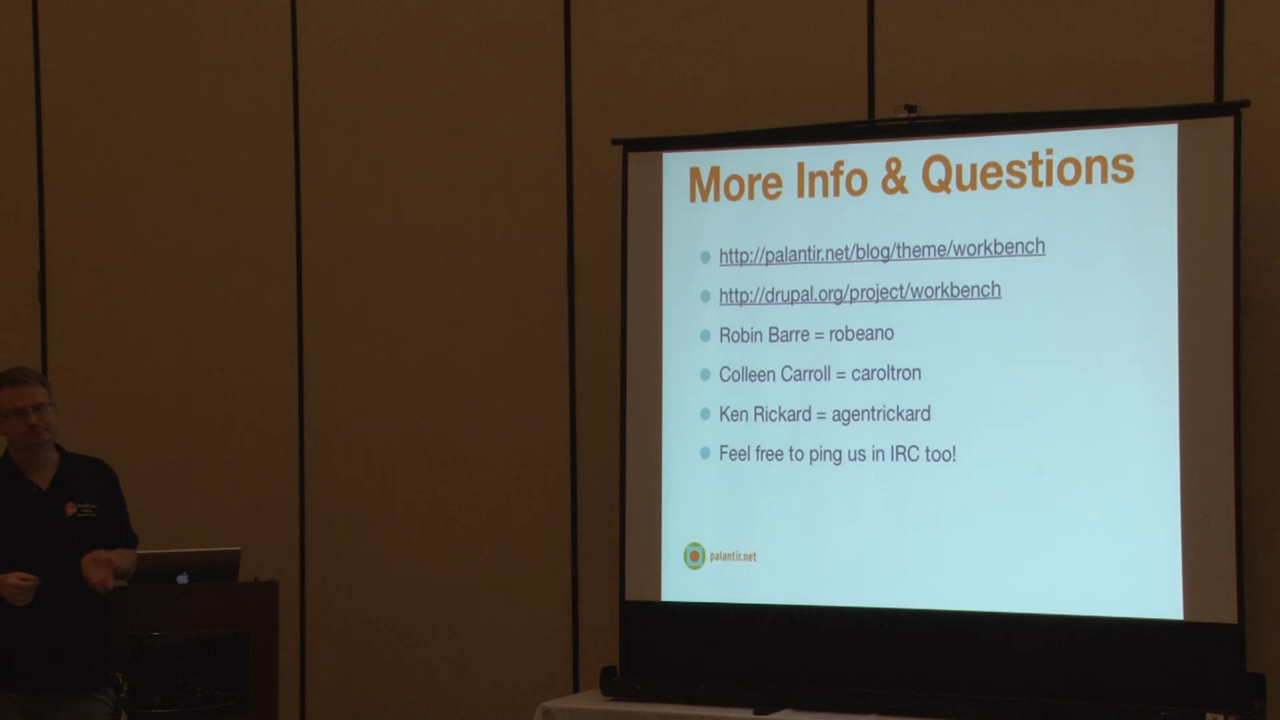 More Info & Questions
http://palantir.net/blog/theme/workbench
http://drupal.org/project/workbench
Robin Barre = robeano
Colleen Carroll = caroltron
Ken Rickard = agentrickard
Feel free to ping us in IRC too!
palantir.net